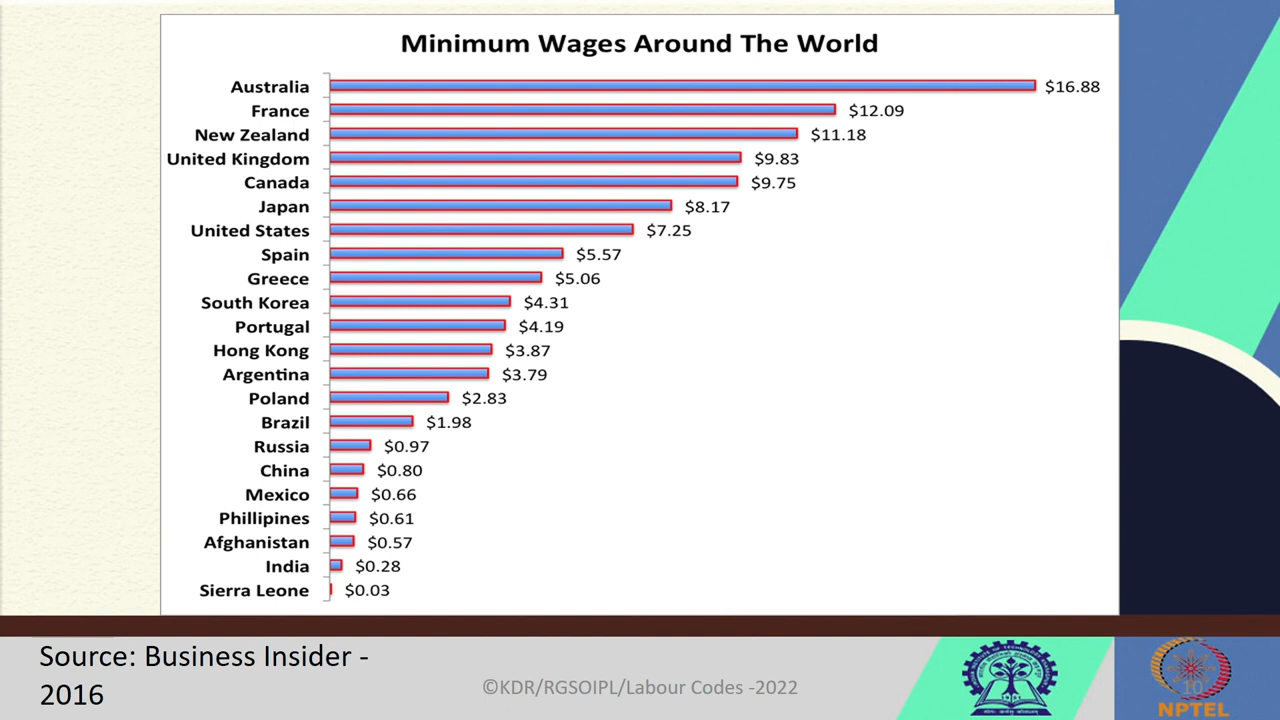 Minimum Wages Around The World
Australia $16.88
France $12.09
New Zealand $11.18
United Kingdom $9.83
Canada $9.75
Japan $8.17
United States $7.25
Spain $5.57
Greece $5.06
South Korea $4.31
Portugal $4.19
Hong Kong $3.87
Argentina $3.79
Poland $2.83
Brazil $1.98
Russia $0.97
China $0.80
Mexico $0.66
Phillipines $0.61
Afghanistan $0.57
India $0.28
Sierra Leone $0.03
Source: Business Insider -
2016
©KDR/RGSOIPL/Labour Codes -2022
10
NPTEL